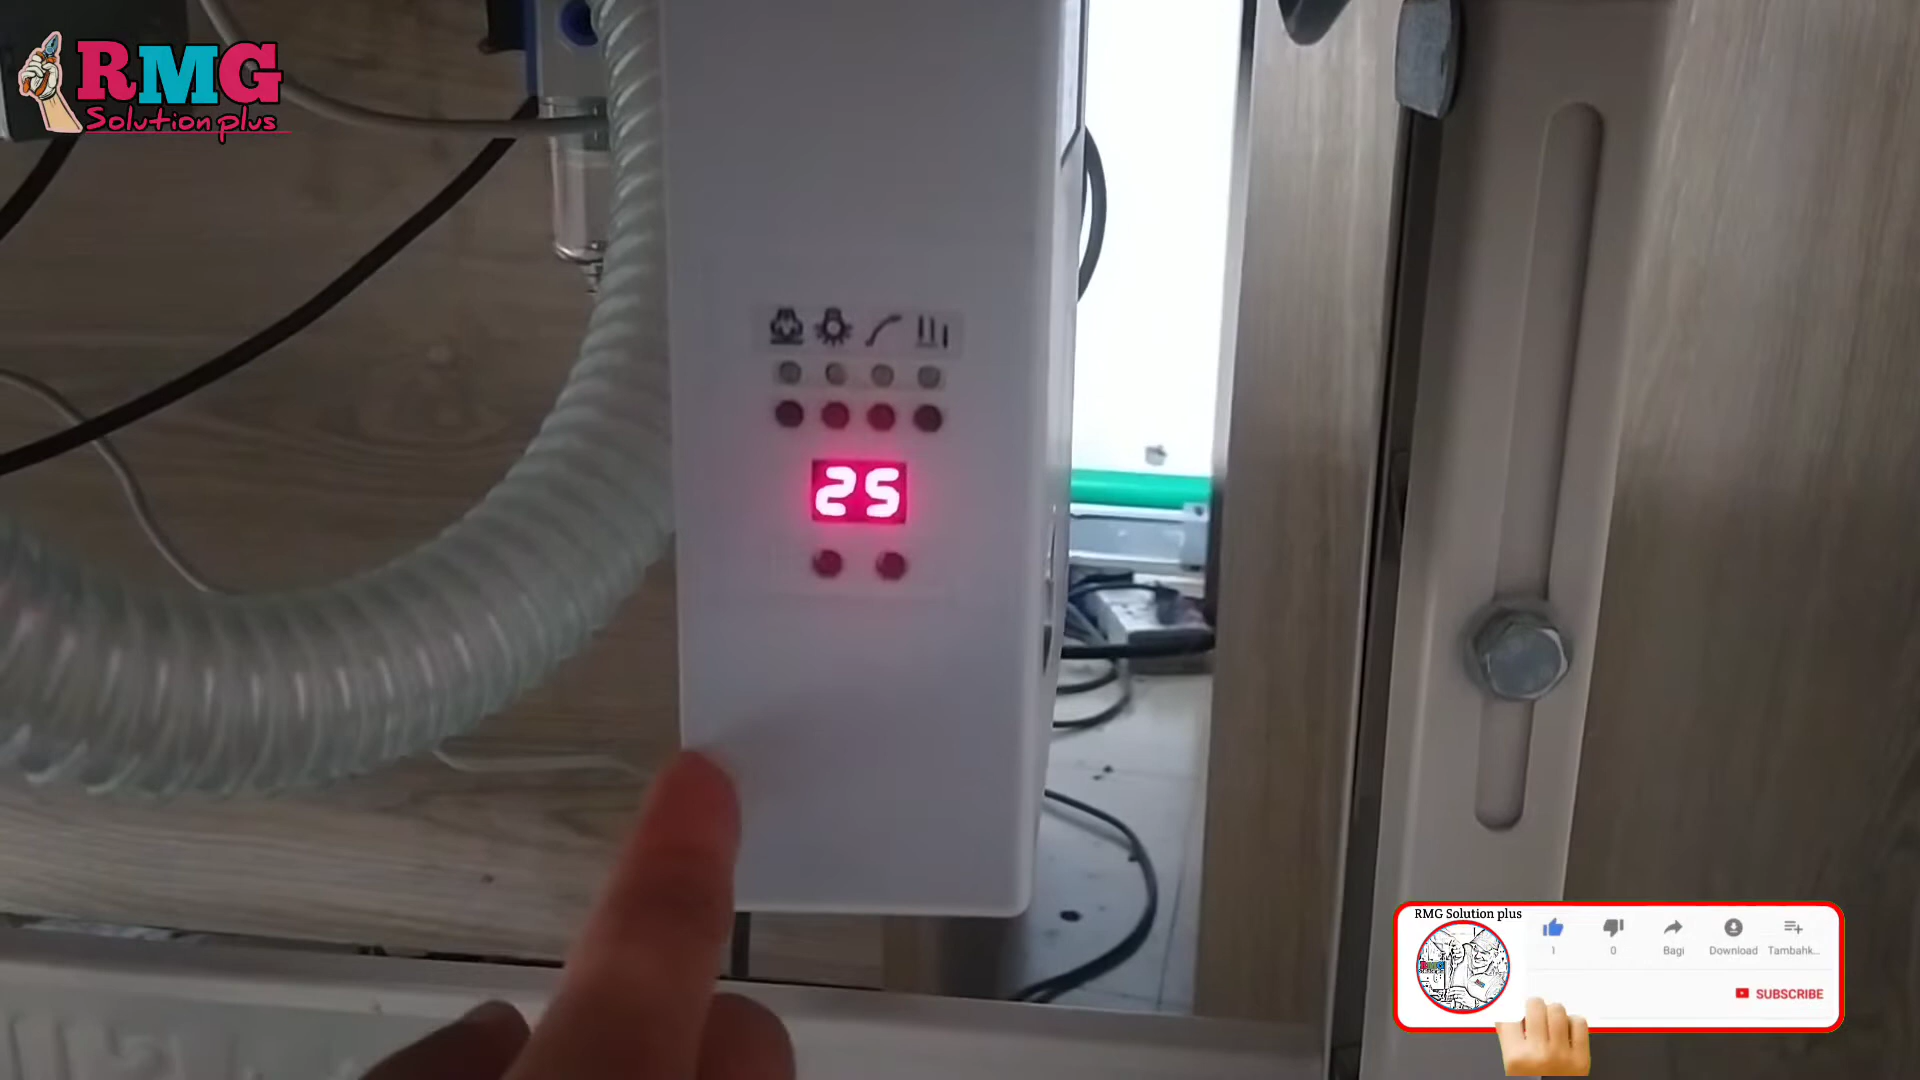 RMG
Solution plus
25
RMG Solution plus
1
0
Bagi
Download
Tambahk...
SUBSCRIBE